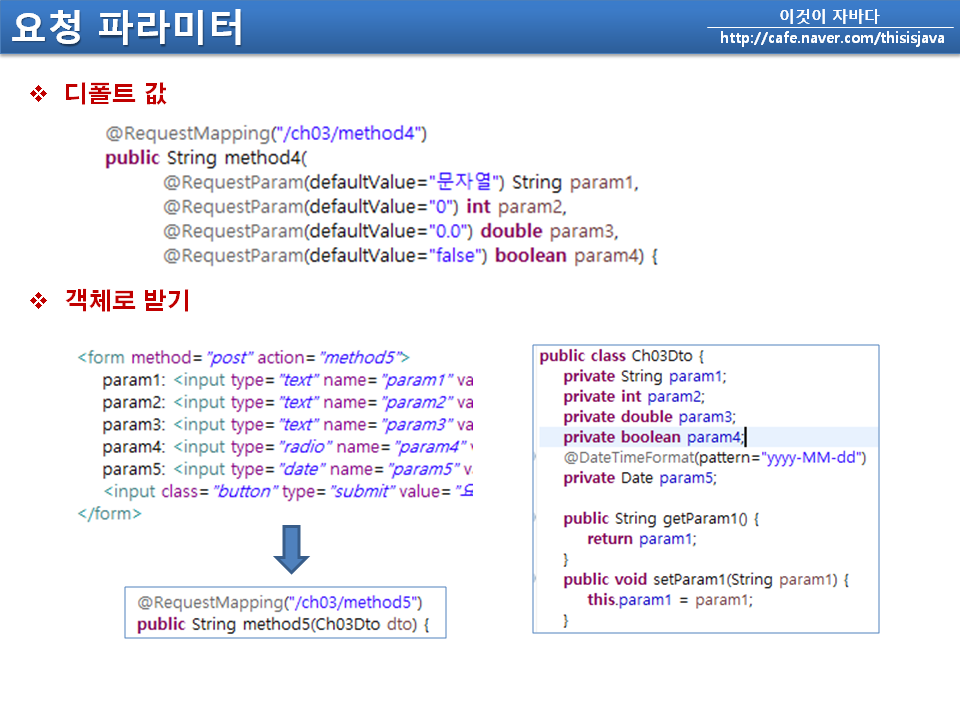 요청 파라미터
이것이 자바다
http://cafe.naver.com/thisisjava
❖ 디폴트 값
@RequestMapping("/ch03/method4")
public String method4(
@RequestParam(defaultValue="문자열") String param1,
@RequestParam(defaultValue="0") int param2,
@RequestParam(defaultValue="0.0") double param3,
@RequestParam(defaultValue="false") boolean param4) {
❖ 객체로 받기
<form method="post" action="method5">
param1: <input type="text" name="param1" va
param2: <input type="text" name="param2" va
param3: <input type="text" name="param3" va
param4: <input type="radio" name="param4" v
param5: <input type="date" name="param5" va
<input class="button" type="submit" value="요
</form>
@RequestMapping("/ch03/method5")
public String method5(Ch03Dto dto) {
public class Ch03Dto {
private String param1;
private int param2;
private double param3;
private boolean param4;
@DateTimeFormat(pattern="yyyy-MM-dd")
private Date param5;
public String getParam1() {
return param1;
}
public void setParam1(String param1) {
this.param1 = param1;
}